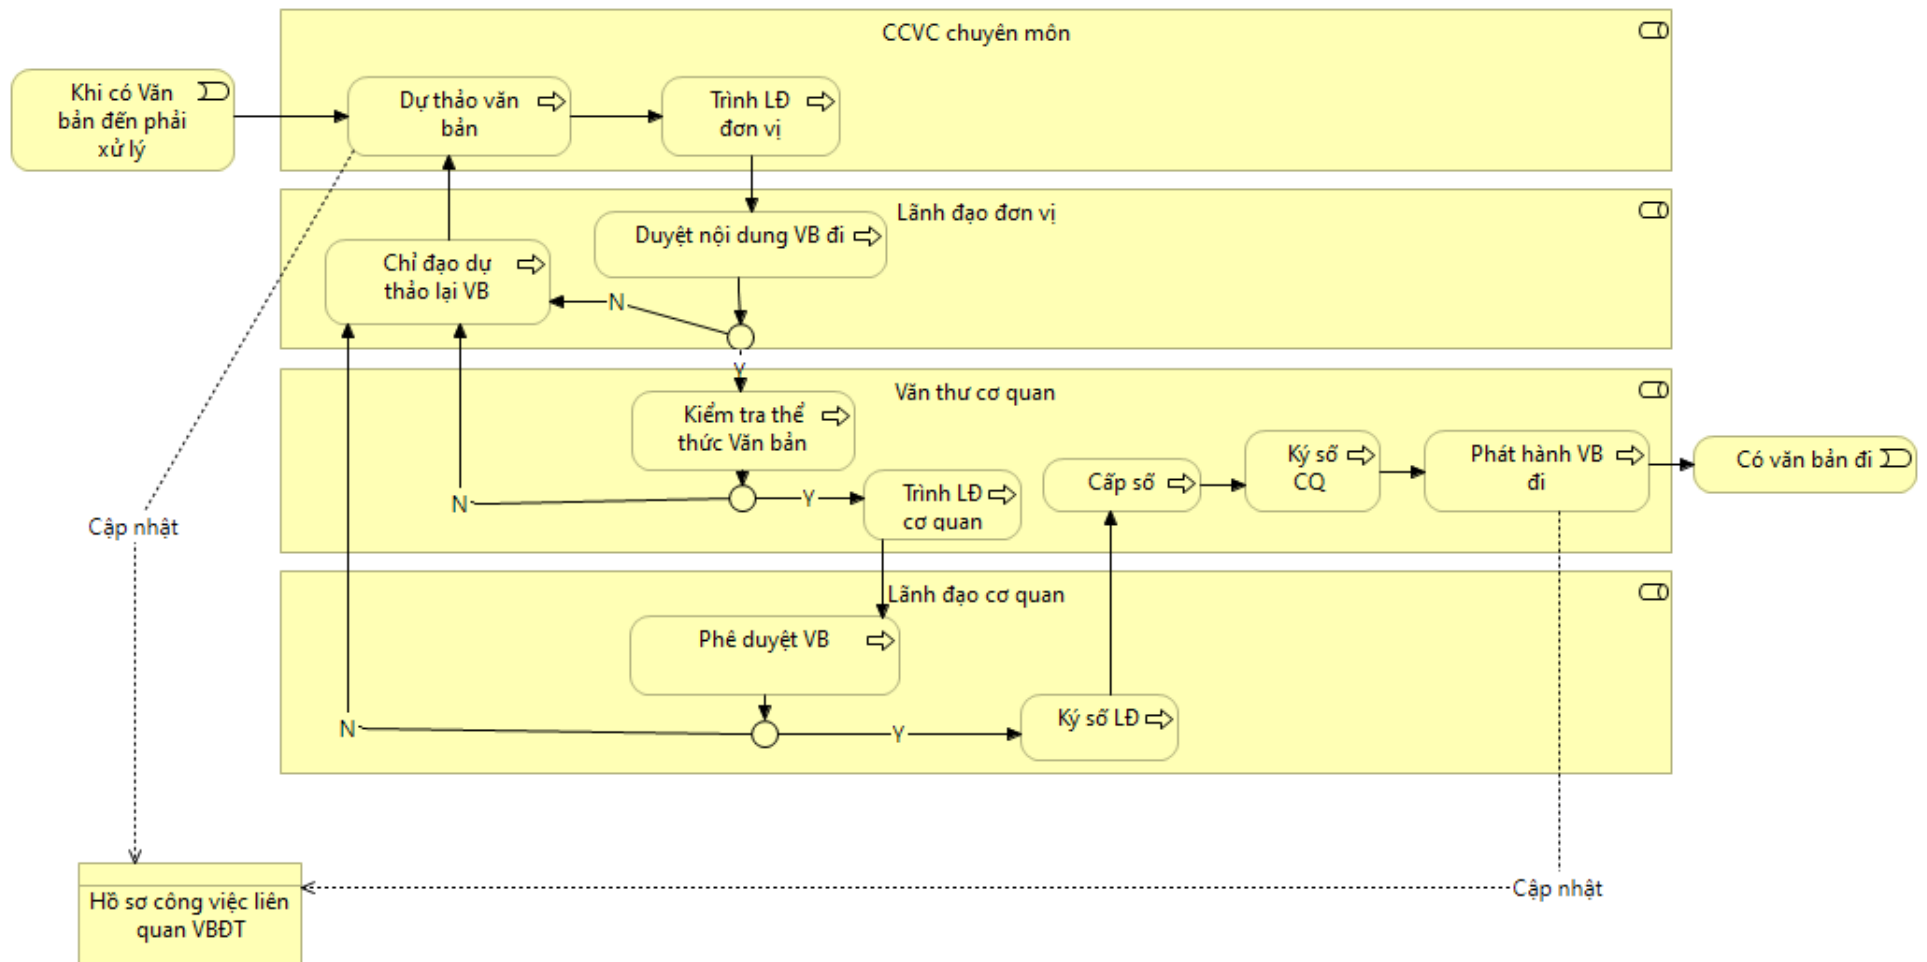 CCVC chuyên môn
Khi có Văn
bản đến phải
xử lý
Dự thảo văn
bản
Trình LĐ
đơn vị
Lãnh đạo đơn vị
Duyệt nội dung VB đi
Chỉ đạo dự
thảo lại VB
N
Y
Văn thư cơ quan
Kiểm tra thể
thức Văn bản
N
Y
Trình LĐ
cơ quan
Cấp số
Ký số
CQ
Phát hành VB
đi
Có văn bản đi
Cập nhật
Lãnh đạo cơ quan
Phê duyệt VB
N
Y
Ký số LĐ
Hồ sơ công việc liên
quan VBĐT
Cập nhật